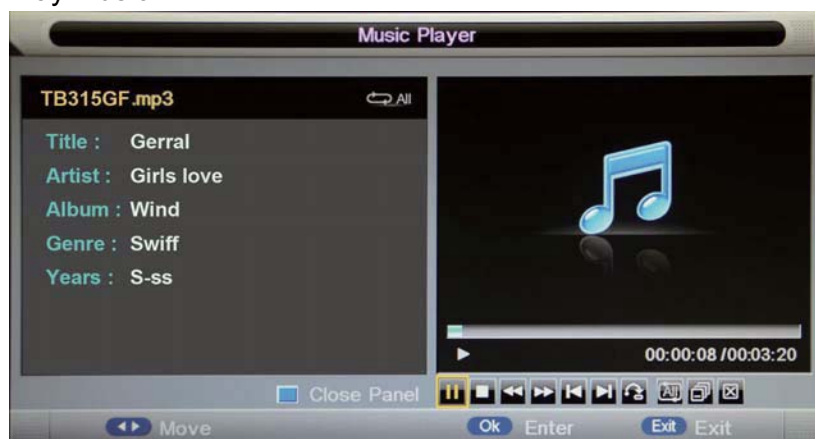 Music Player
TB315GF.mp3
All
Title : Gerral
Artist : Girls love
Album : Wind
Genre : Swiff
Years : S-ss
00:00:08 /00:03:20
Close Panel
All
Move
Ok Enter
Exit Exit